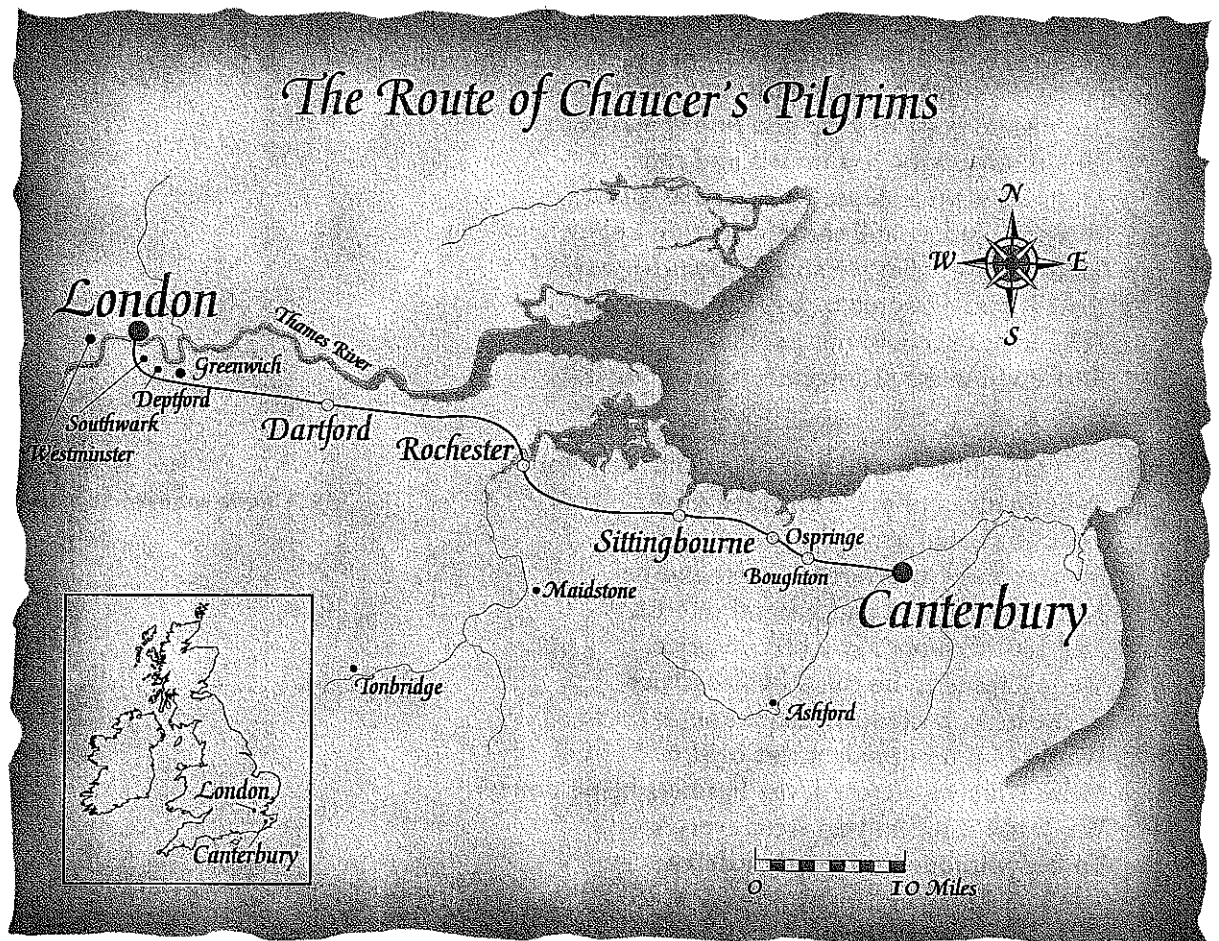 The Route of Chaucer's Pilgrims
N
W E
S
London
Thames River
Greenwich
Deptford
Southwark
Westminster
Dartford
Rochester
Sittingbourne
Ospringe
Boughton
Canterbury
Maidstone
Tonbridge
Ashford
London
Canterbury
0 10 Miles